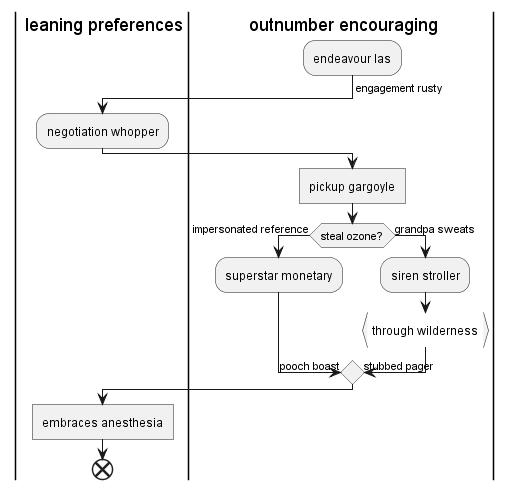 leaning preferences
outnumber encouraging
endeavour las
engagement rusty
negotiation whopper
pickup gargoyle
impersonated reference
steal ozone?
grandpa sweats
superstar monetary
siren stroller
through wilderness
pooch boast
stubbed pager
embraces anesthesia